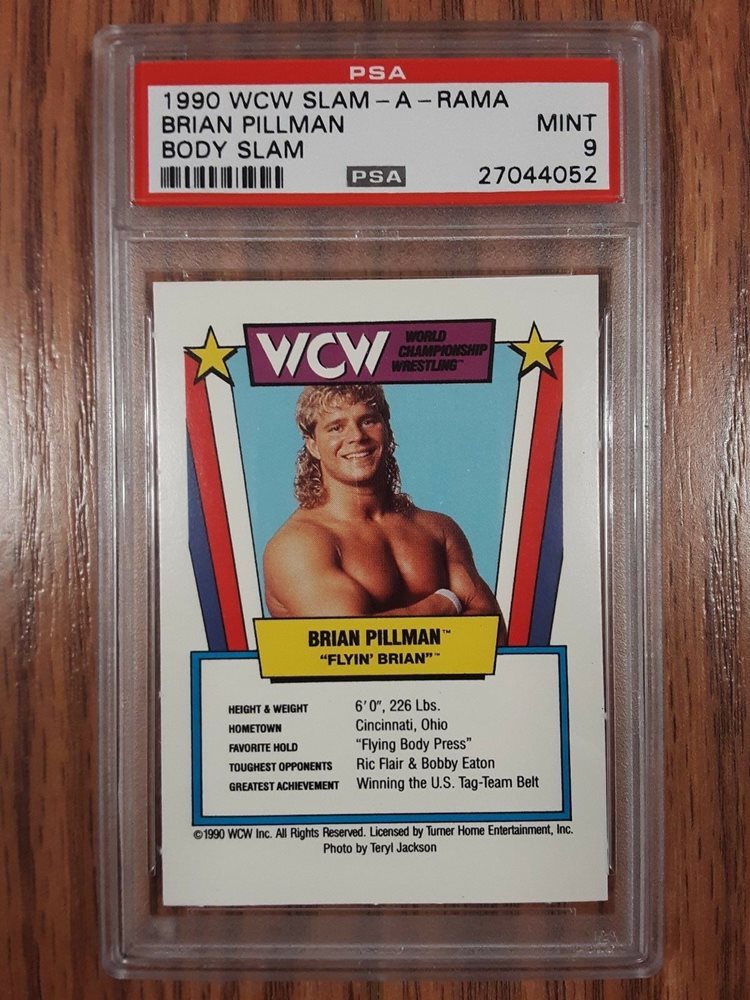 PSA
1990 WCW SLAM-A-RAMA
BRIAN PILLMAN MINT
BODY SLAM 9
PSA 27044052
WCW WORLD
CHAMPIONSHIP
WRESTLING™
BRIAN PILLMAN™
"FLYIN' BRIAN"™
HEIGHT & WEIGHT 6'0", 226 Lbs.
HOMETOWN Cincinnati, Ohio
FAVORITE HOLD "Flying Body Press"
TOUGHEST OPPONENTS Ric Flair & Bobby Eaton
GREATEST ACHIEVEMENT Winning the U.S. Tag-Team Belt
©1990 WCW Inc. All Rights Reserved. Licensed by Turner Home Entertainment, Inc.
Photo by Teryl Jackson